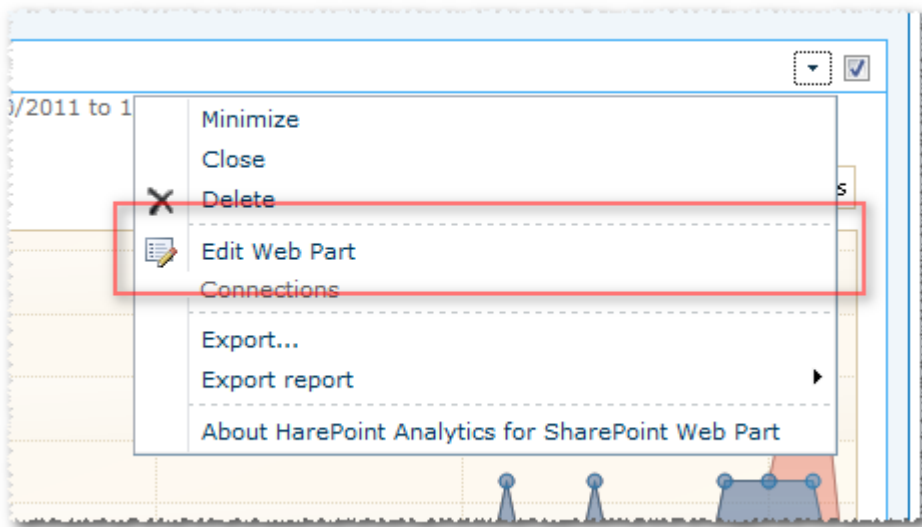 /2011 to 1
Minimize
Close
s
Delete
Edit Web Part
Connections
Export...
Export report
About HarePoint Analytics for SharePoint Web Part